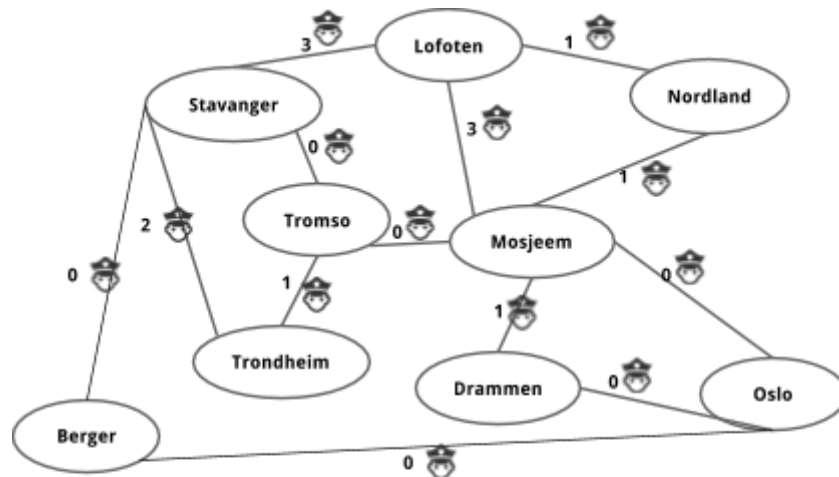 3
Lofoten
1
Stavanger
Nordland
0
3
1
Tromso
0
Mosjeem
2
0
0
1
1
Trondheim
Drammen
0
Oslo
Berger
0